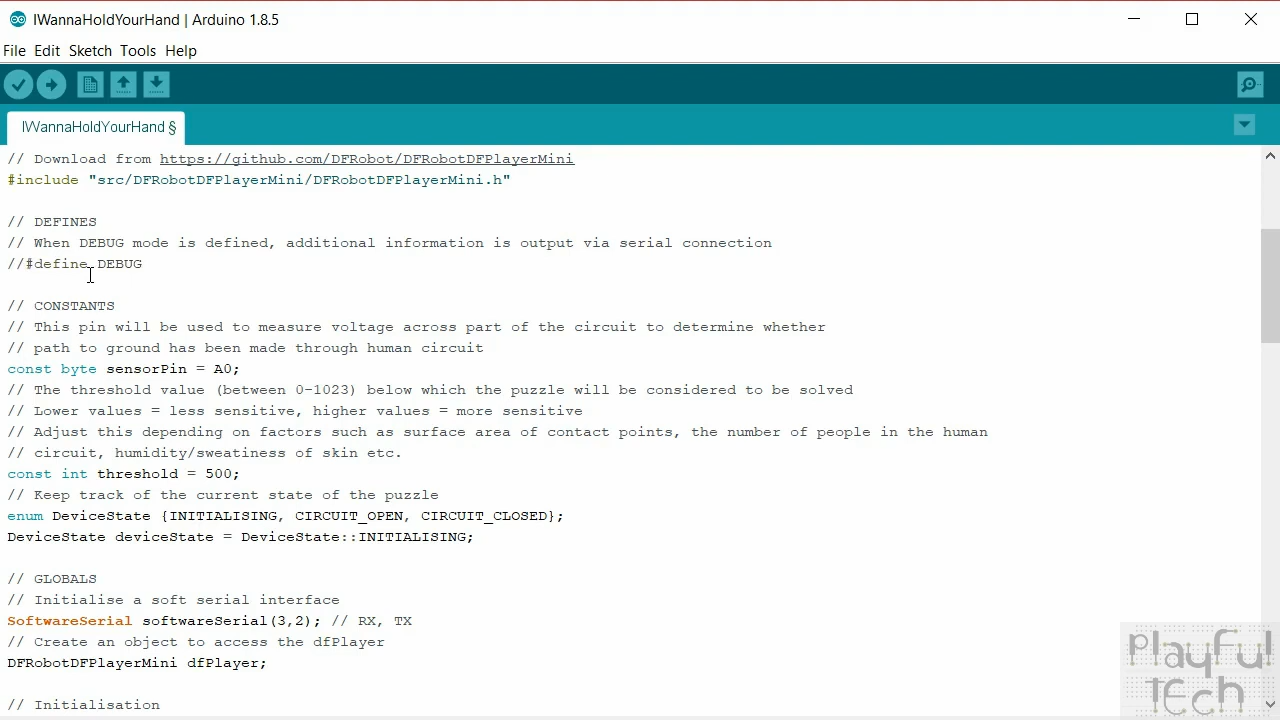 IWannaHoldYourHand | Arduino 1.8.5
File Edit Sketch Tools Help
IWannaHoldYourHand §
// Download from https://github.com/DFRobot/DFRobotDFPlayerMini
#include "src/DFRobotDFPlayerMini/DFRobotDFPlayerMini.h"
// DEFINES
// When DEBUG mode is defined, additional information is output via serial connection
//#define DEBUG
// CONSTANTS
// This pin will be used to measure voltage across part of the circuit to determine whether
// path to ground has been made through human circuit
const byte sensorPin = A0;
// The threshold value (between 0-1023) below which the puzzle will be considered to be solved
// Lower values = less sensitive, higher values = more sensitive
// Adjust this depending on factors such as surface area of contact points, the number of people in the human
// circuit, humidity/sweatiness of skin etc.
const int threshold = 500;
// Keep track of the current state of the puzzle
enum DeviceState {INITIALISING, CIRCUIT_OPEN, CIRCUIT_CLOSED};
DeviceState deviceState = DeviceState::INITIALISING;
// GLOBALS
// Initialise a soft serial interface
SoftwareSerial softwareSerial(3,2); // RX, TX
// Create an object to access the dfPlayer
DFRobotDFPlayerMini dfPlayer;
// Initialisation
playful
tech